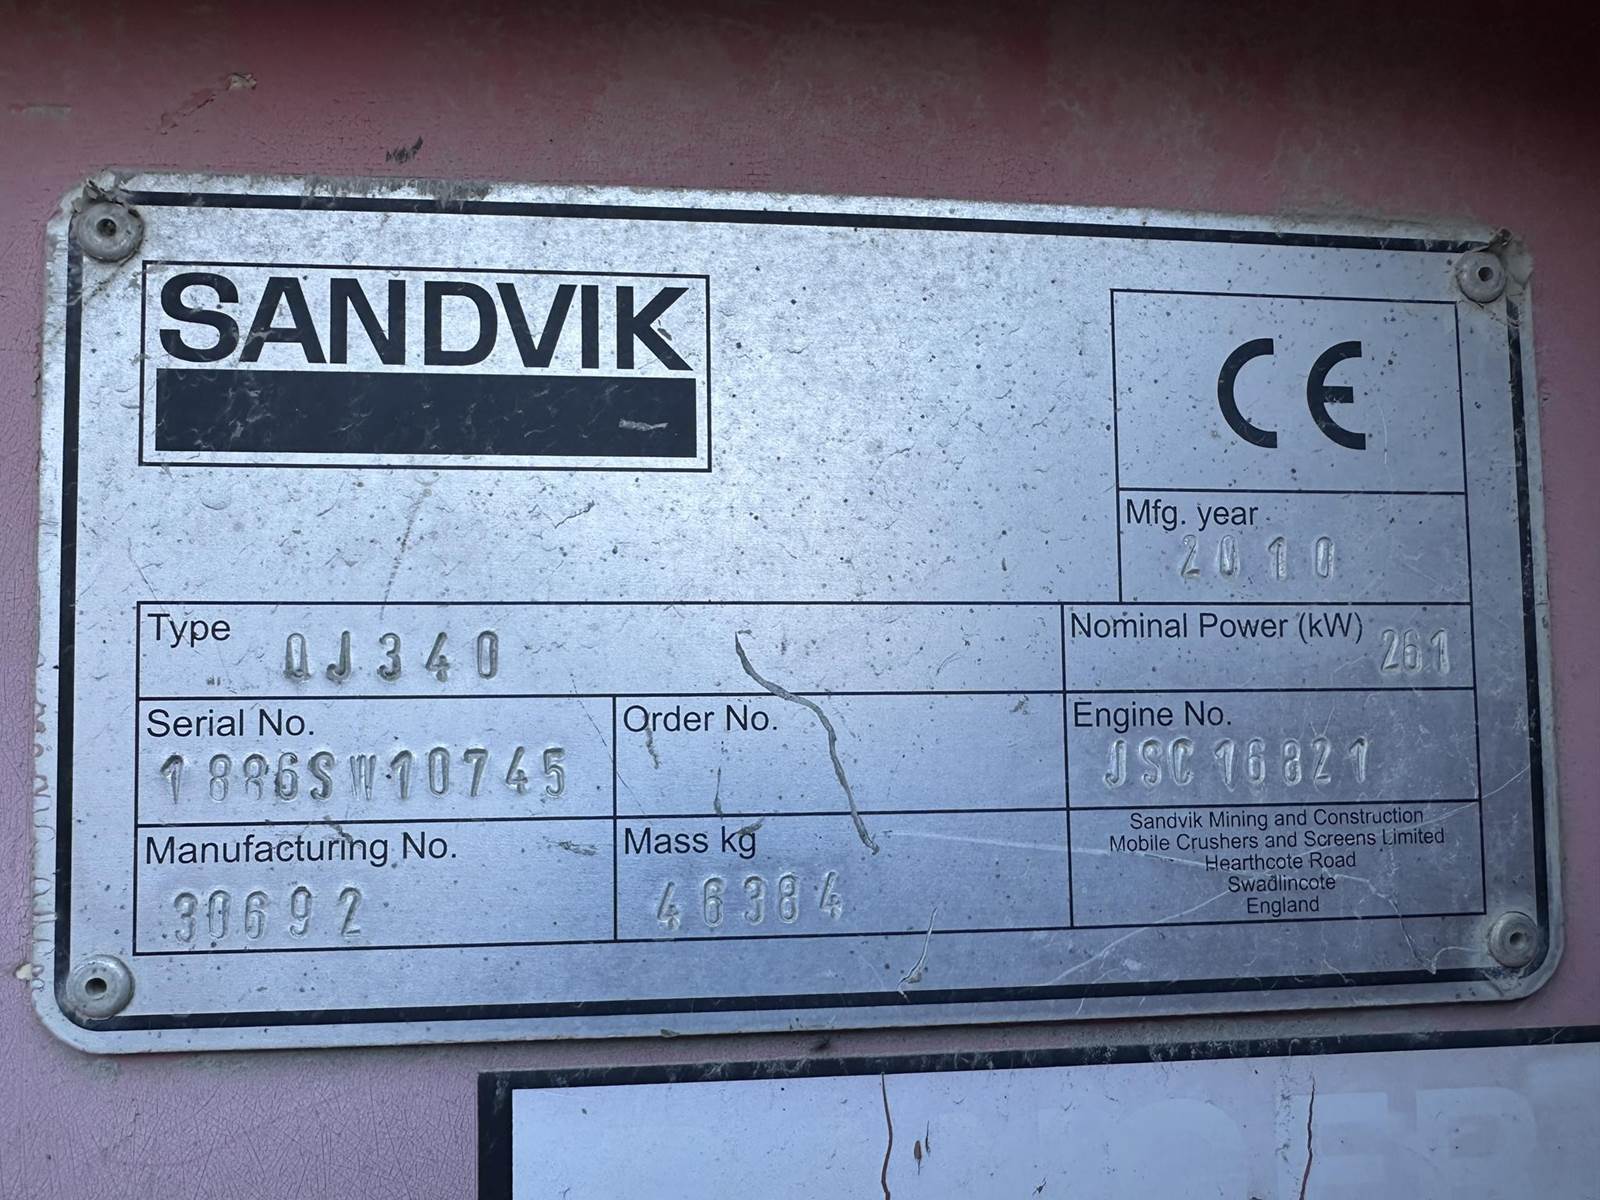 SANDVIK
CE
Mfg. year
2010
Type QJ340
Nominal Power (kW) 261
Serial No.
1886SW10745
Order No.
Engine No.
JSC16821
Manufacturing No.
30692
Mass kg
46384
Sandvik Mining and Construction
Mobile Crushers and Screens Limited
Hearthcote Road
Swadlincote
England